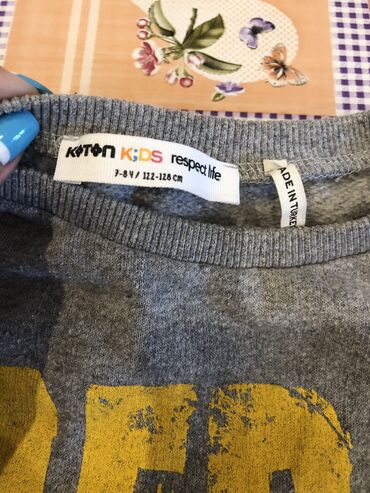 KOTON KIDS respect life
7-8 Y / 122-128 CM
MADE IN TURKEY